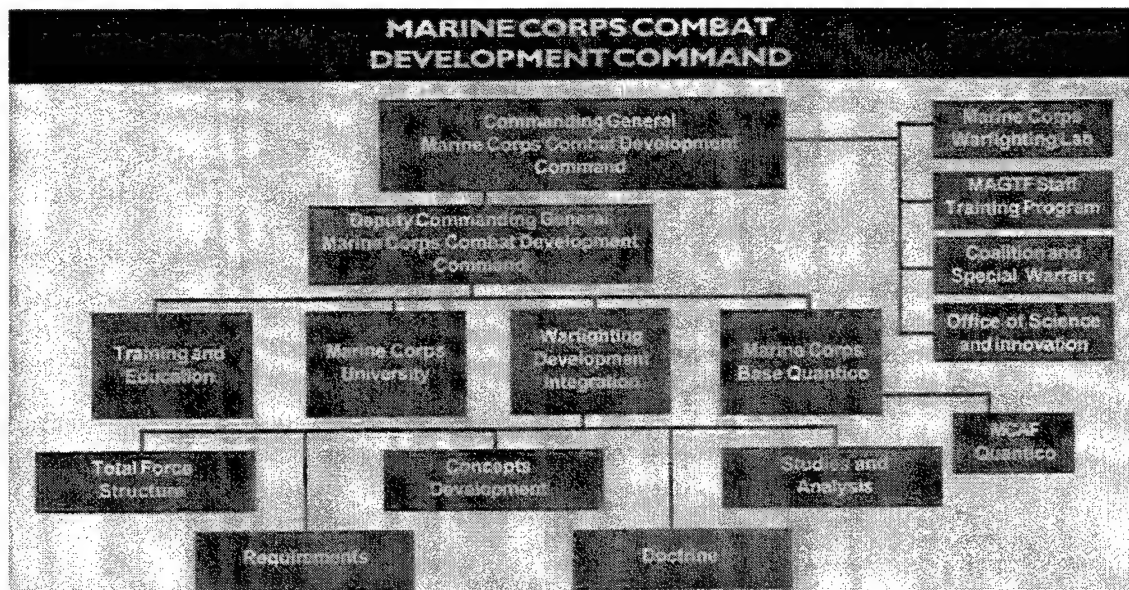 MARINE CORPS COMBAT
DEVELOPMENT COMMAND
Commanding General
Marine Corps Combat Development
Command
Marine Corps
Warfighting Lab
MAGTF Staff
Training Program
Deputy Commanding General
Marine Corps Combat Development
Command
Coalition and
Special Warfare
Office of Science
and Innovation
Training and
Education
Marine Corps
University
Warfighting
Development
Integration
Marine Corps
Base Quantico
MCAF
Quantico
Total Force
Structure
Concepts
Development
Studies and
Analysis
Requirements
Doctrine